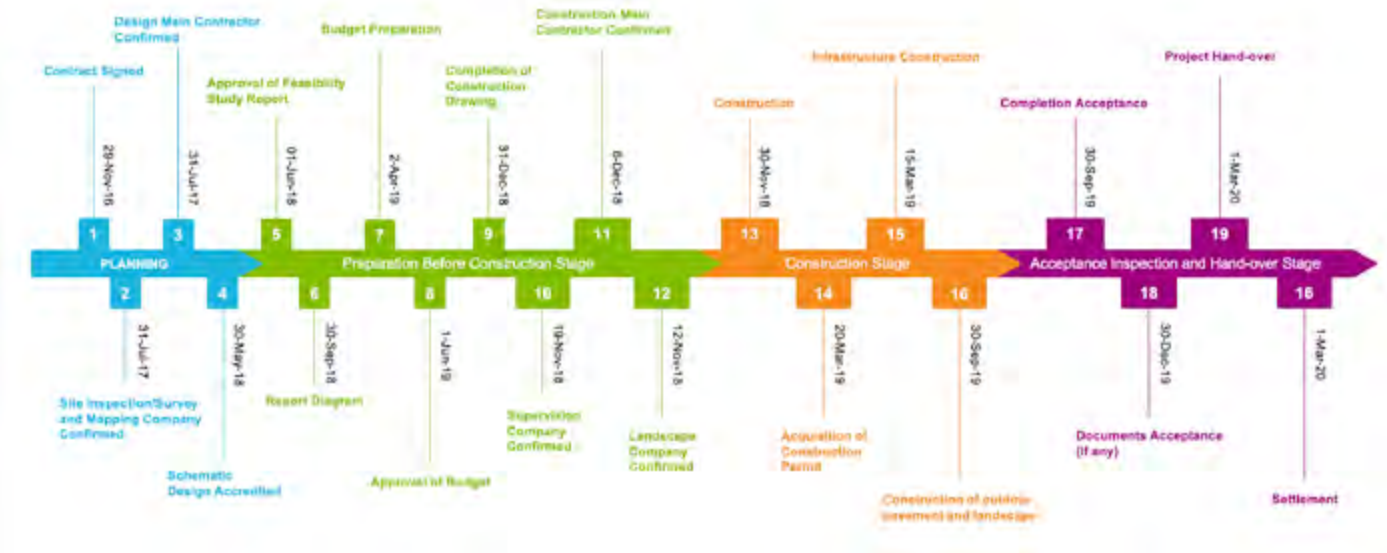 Design Main Contractor
Confirmed
Contract Signed
Approval of Feasibility
Study Report
Budget Preparation
Completion of
Construction
Drawing
Construction Main
Contractor Confirmed
Construction
Infrastructure Construction
Completion Acceptance
Project Hand-over
29-Nov-16
31-Jul-17
01-Jun-18
2-Apr-19
31-Dec-18
6-Dec-18
30-Nov-18
15-Mar-19
30-Sep-19
1-Mar-20
1
3
5
7
9
11
13
15
17
19
PLANNING
Preparation Before Construction Stage
Construction Stage
Acceptance Inspection and Hand-over Stage
2
4
6
8
10
12
14
16
18
16
31-Jul-17
30-May-18
30-Sep-18
1-Jun-19
19-Nov-18
12-Nov-18
20-Mar-19
30-Sep-19
30-Dec-19
1-Mar-20
Site Inspection/Survey
and Mapping Company
Confirmed
Schematic
Design Accredited
Report Diagram
Approval of Budget
Supervision
Company
Confirmed
Landscape
Company
Confirmed
Acquisition of
Construction
Permit
Construction of outdoor
pavement and landscape
Documents Acceptance
(if any)
Settlement